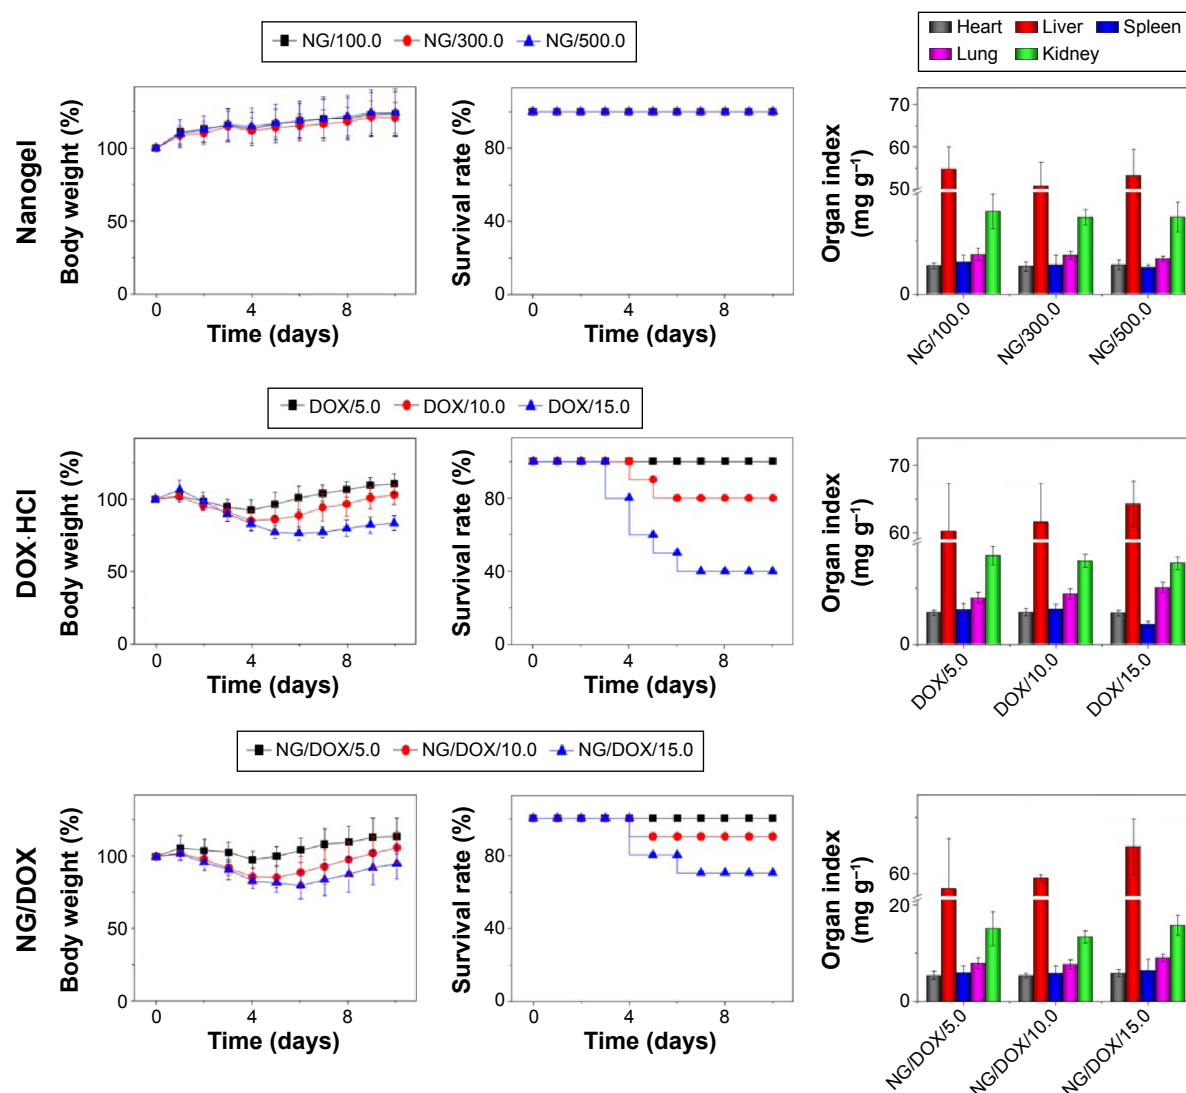 NG/100.0 NG/300.0 NG/500.0
Heart Liver Spleen
Lung Kidney
Nanogel
Body weight (%)
100
50
0
0 4 8
Time (days)
Survival rate (%)
80
40
0
0 4 8
Time (days)
Organ index
(mg g⁻¹)
70
60
50
0
NG/100.0
NG/300.0
NG/500.0
DOX/5.0 DOX/10.0 DOX/15.0
DOX·HCl
Body weight (%)
100
50
0
0 4 8
Time (days)
Survival rate (%)
80
40
0
0 4 8
Time (days)
Organ index
(mg g⁻¹)
70
60
0
DOX/5.0
DOX/10.0
DOX/15.0
NG/DOX/5.0 NG/DOX/10.0 NG/DOX/15.0
NG/DOX
Body weight (%)
100
50
0
0 4 8
Time (days)
Survival rate (%)
80
40
0
0 4 8
Time (days)
Organ index
(mg g⁻¹)
60
20
0
NG/DOX/5.0
NG/DOX/10.0
NG/DOX/15.0